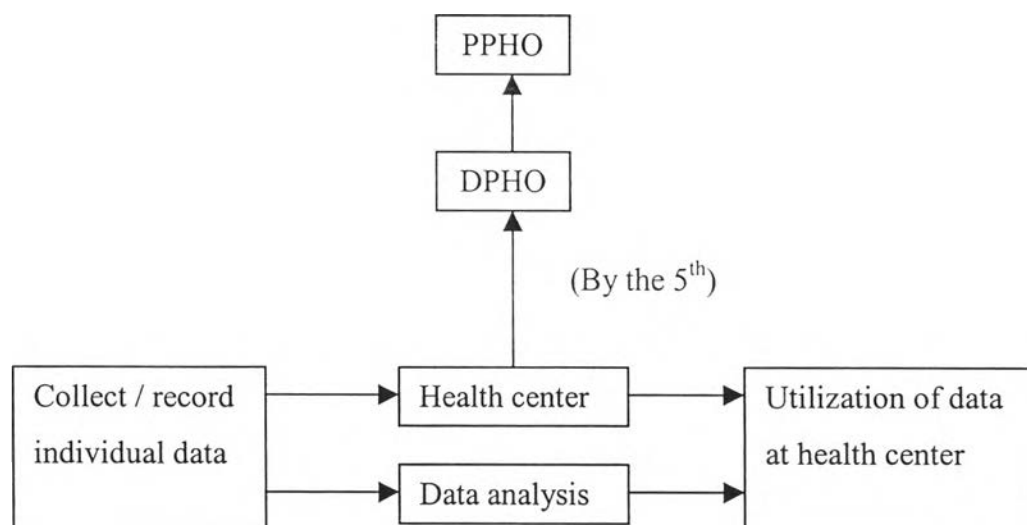 PPHO
DPHO
(By the 5th)
Collect / record
individual data
Health center
Utilization of data
at health center
Data analysis